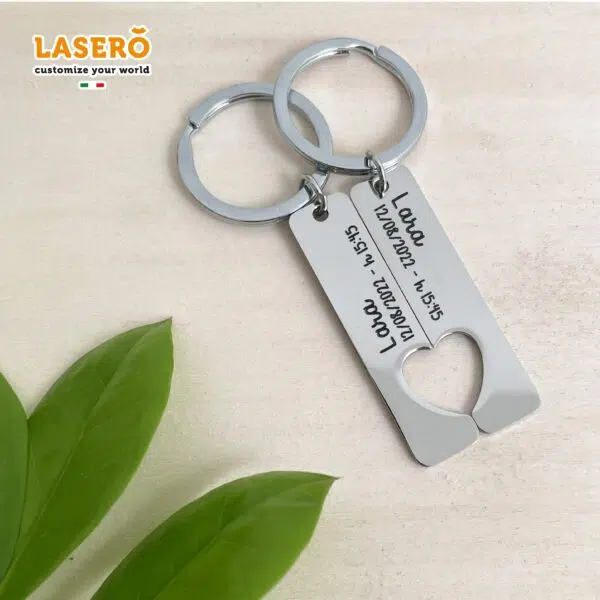 LASERÒ
customize your world
Lara
12/08/2022 - h 15:45
Lara
12/08/2022 - h 15:45